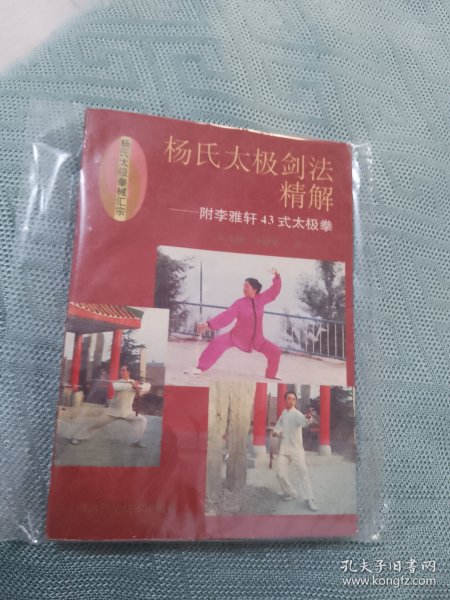 杨氏太极拳械汇宗
杨氏太极剑法
精解
——附李雅轩43式太极拳
孔夫子旧书网
www.kongfz.com